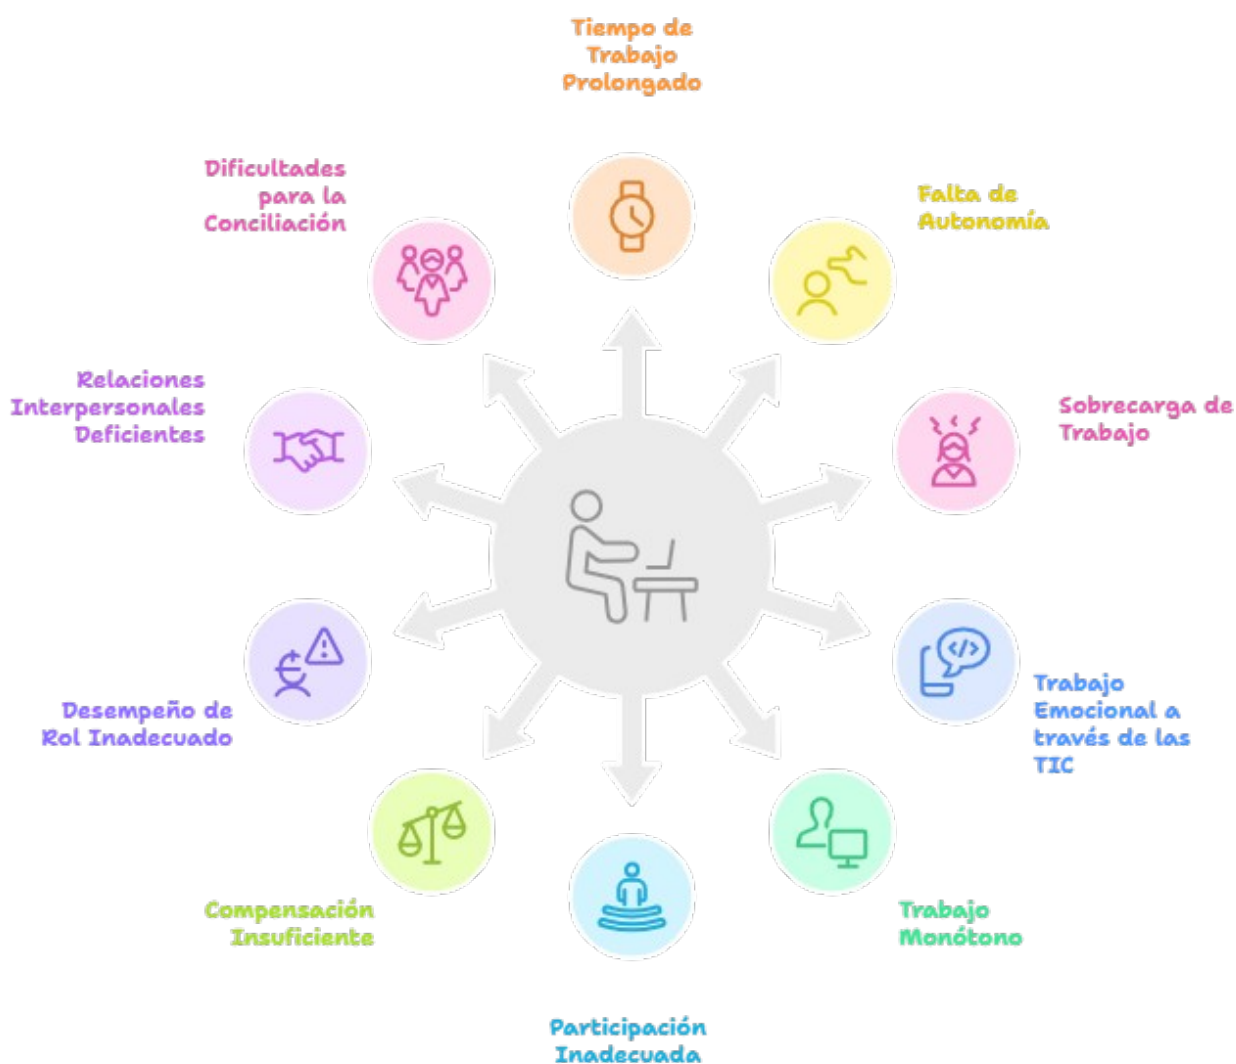 Tiempo de
Trabajo
Prolongado
Dificultades
para la
Conciliación
Falta de
Autonomía
Relaciones
Interpersonales
Deficientes
Sobrecarga de
Trabajo
Desempeño de
Rol Inadecuado
Trabajo
Emocional a
través de las
TIC
Compensación
Insuficiente
Trabajo
Monótono
Participación
Inadecuada